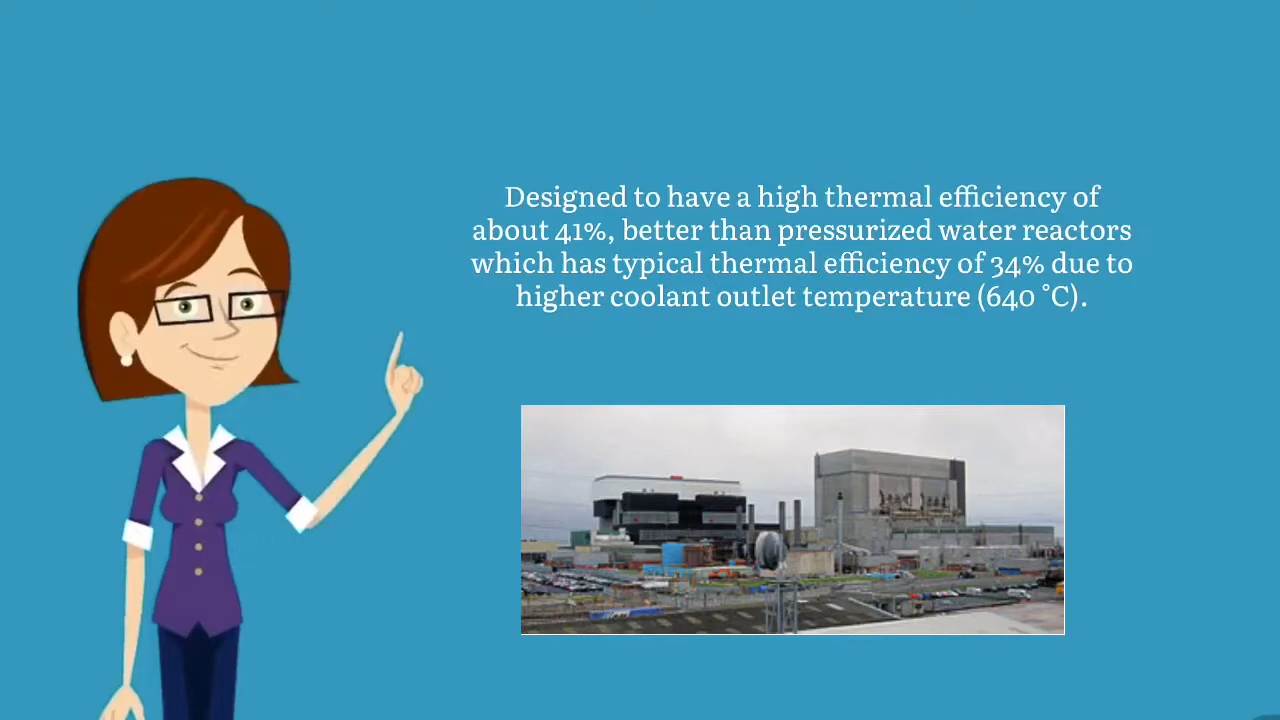 Designed to have a high thermal efficiency of
about 41%, better than pressurized water reactors
which has typical thermal efficiency of 34% due to
higher coolant outlet temperature (640 °C).